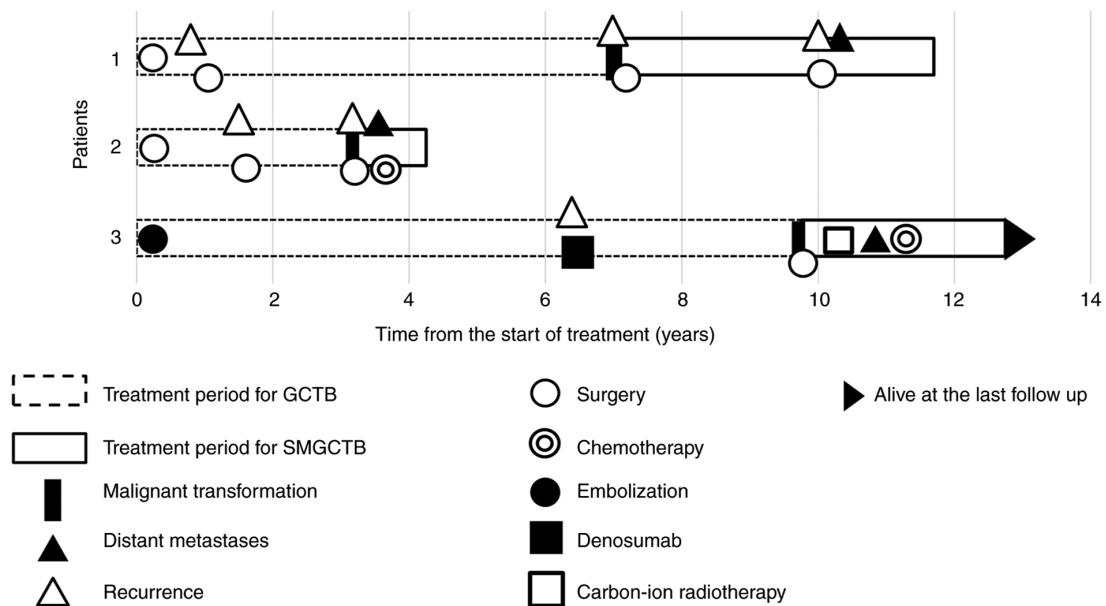 Patients
1
2
3
0 2 4 6 8 10 12 14
Time from the start of treatment (years)
Treatment period for GCTB
Surgery
Alive at the last follow up
Treatment period for SMGCTB
Chemotherapy
Malignant transformation
Embolization
Distant metastases
Denosumab
Recurrence
Carbon-ion radiotherapy